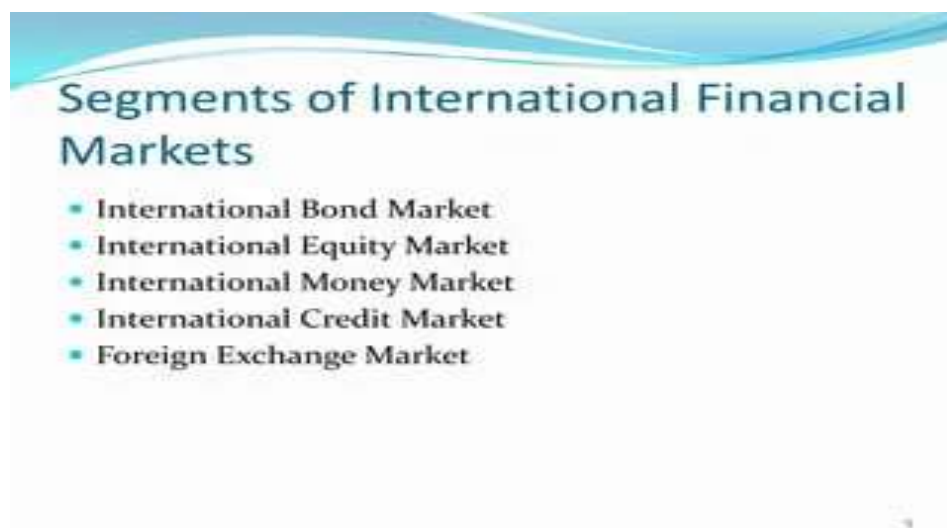 Segments of International Financial
Markets
International Bond Market
International Equity Market
International Money Market
International Credit Market
Foreign Exchange Market